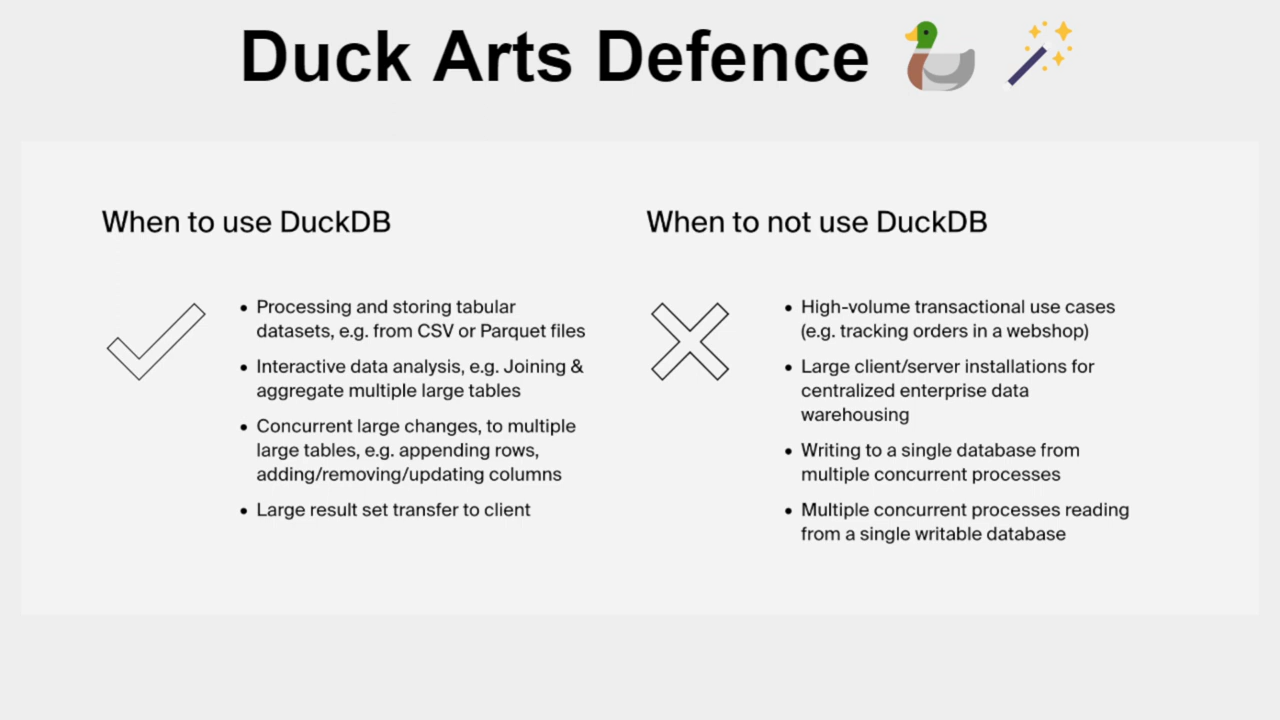 Duck Arts Defence
When to use DuckDB
• Processing and storing tabular
datasets, e.g. from CSV or Parquet files
• Interactive data analysis, e.g. Joining &
aggregate multiple large tables
• Concurrent large changes, to multiple
large tables, e.g. appending rows,
adding/removing/updating columns
• Large result set transfer to client
When to not use DuckDB
• High-volume transactional use cases
(e.g. tracking orders in a webshop)
• Large client/server installations for
centralized enterprise data
warehousing
• Writing to a single database from
multiple concurrent processes
• Multiple concurrent processes reading
from a single writable database